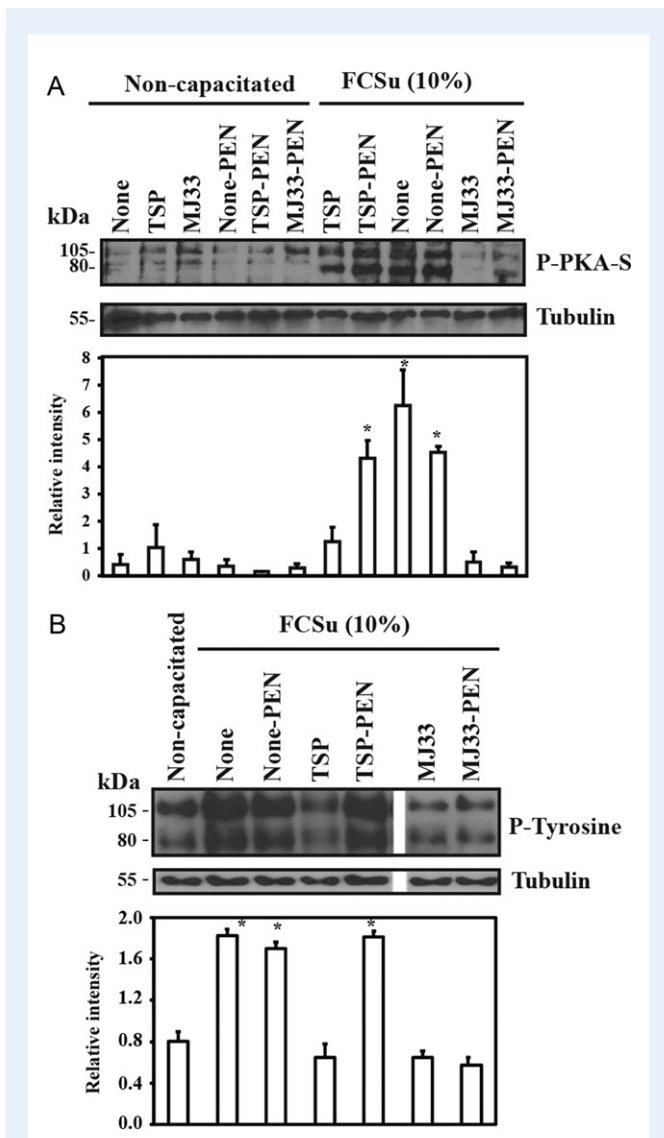 A
Non-capacitated
FCSu (10%)
kDa
None
TSP
MJ33
None-PEN
TSP-PEN
MJ33-PEN
TSP
TSP-PEN
None
None-PEN
MJ33
MJ33-PEN
105-
80-
P-PKA-S
55-
Tubulin
Relative intensity
8
7
6
5
4
3
2
1
0
*
*
*
B
FCSu (10%)
kDa
Non-capacitated
None
None-PEN
TSP
TSP-PEN
MJ33
MJ33-PEN
105 -
80 -
P-Tyrosine
55 -
Tubulin
Relative intensity
2.0
1.6
1.2
0.8
0.4
0.0
*
*
*